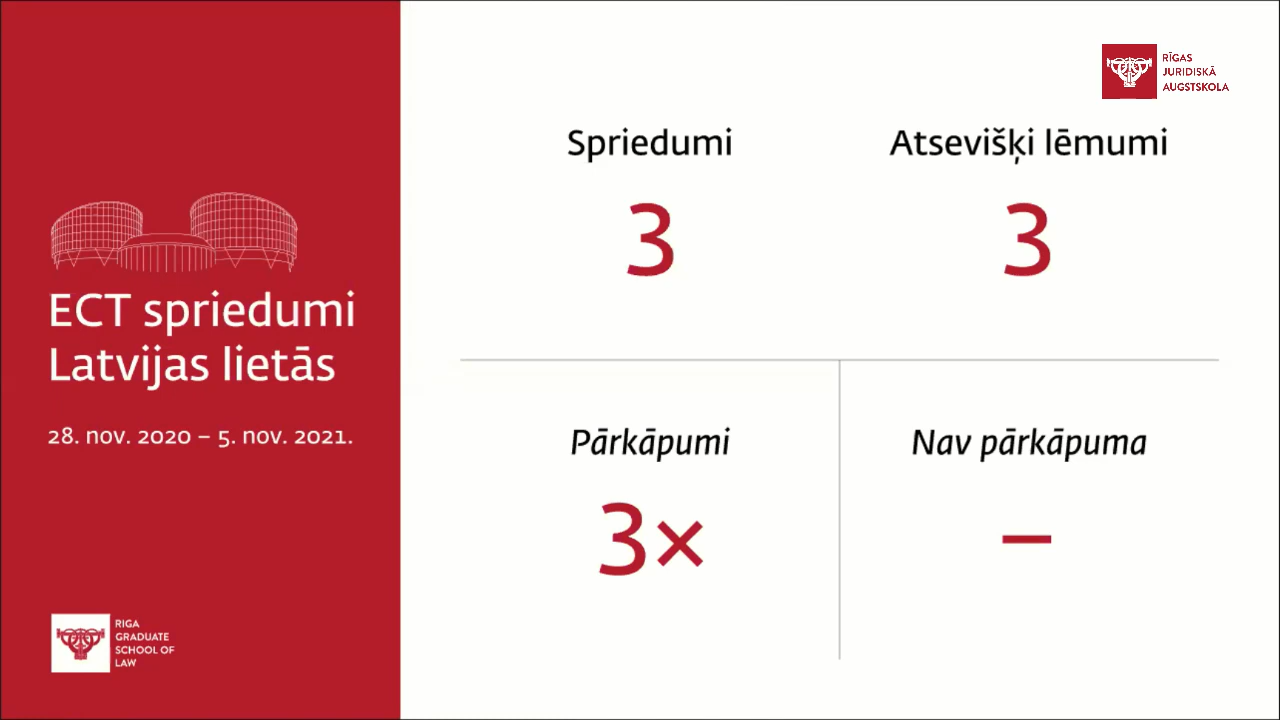 RĪGAS
JURIDISKĀ
AUGSTSKOLA
ECT spriedumi
Latvijas lietās
28. nov. 2020 – 5. nov. 2021.
RIGA
GRADUATE
SCHOOL OF
LAW
Spriedumi
3
Atsevišķi lēmumi
3
Pārkāpumi
3×
Nav pārkāpuma
–